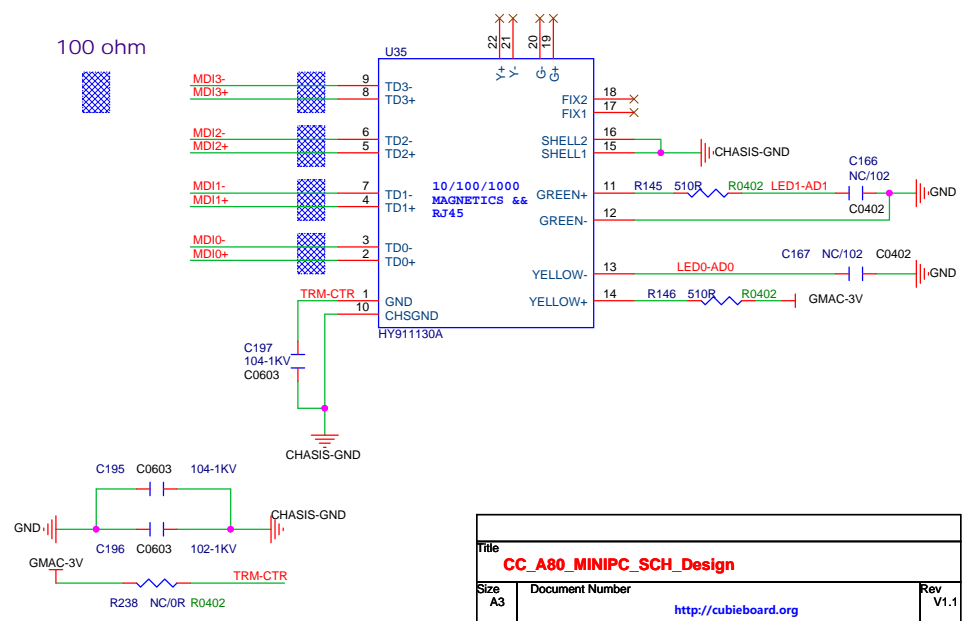 100 ohm
U35
22
21
20
19
Y+
Y-
G-
G+
MDI3-
9
TD3-
MDI3+
8
TD3+
MDI2-
6
TD2-
MDI2+
5
TD2+
MDI1-
7
TD1-
MDI1+
4
TD1+
MDI0-
3
TD0-
MDI0+
2
TD0+
TRM-CTR
1
GND
10
CHSGND
HY911130A
10/100/1000
MAGNETICS &&
RJ45
FIX2
18
FIX1
17
SHELL2
16
SHELL1
15
CHASIS-GND
C166
NC/102
GREEN+
11
R145
510R
R0402
LED1-AD1
C0402
GND
GREEN-
12
C167
NC/102
C0402
YELLOW-
13
LED0-AD0
GND
YELLOW+
14
R146
510R
R0402
GMAC-3V
C197
104-1KV
C0603
CHASIS-GND
C195
C0603
104-1KV
GND
CHASIS-GND
C196
C0603
102-1KV
GMAC-3V
TRM-CTR
R238
NC/0R
R0402
Title
CC_A80_MINIPC_SCH_Design
Size
A3
Document Number
http://cubieboard.org
Rev
V1.1